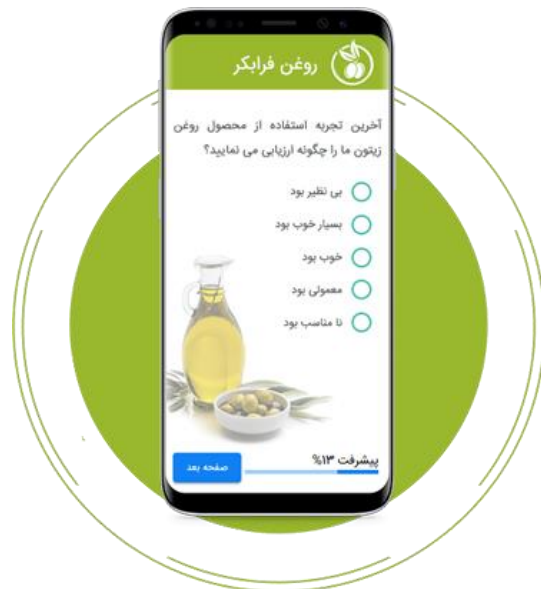 روغن فرابکر
آخرین تجربه استفاده از محصول روغن
زیتون ما را چگونه ارزیابی می نمایید؟
بی نظیر بود
بسیار خوب بود
خوب بود
معمولی بود
نا مناسب بود
پیشرفت ۱۳%
صفحه بعد